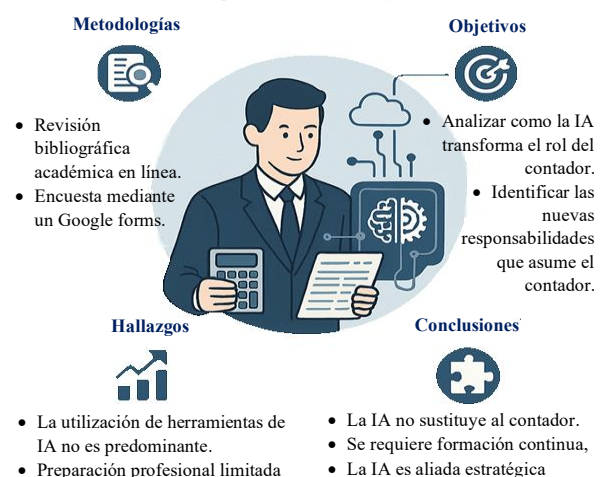 Metodologías
• Revisión
bibliográfica
académica en línea.
• Encuesta mediante
un Google forms.
Objetivos
• Analizar como la IA
transforma el rol del
contador.
• Identificar las
nuevas
responsabilidades
que asume el
contador.
Hallazgos
• La utilización de herramientas de
IA no es predominante.
• Preparación profesional limitada
Conclusiones
• La IA no sustituye al contador.
• Se requiere formación continua,
• La IA es aliada estratégica